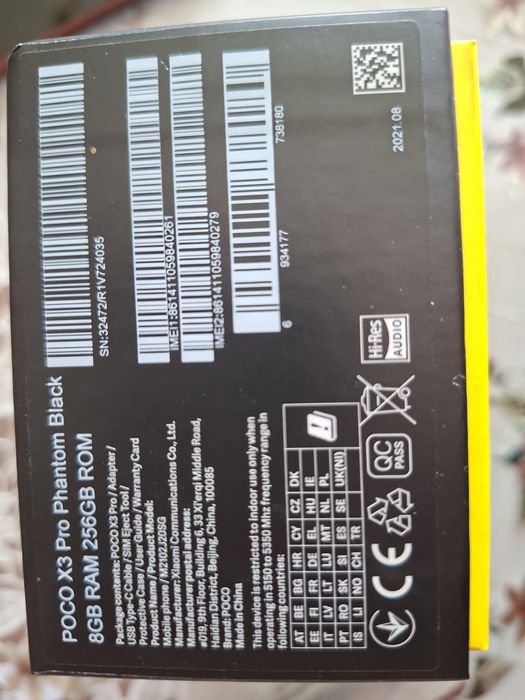 POCO X3 Pro Phantom Black
8GB RAM 256GB ROM
Package contents: POCO X3 Pro / Adapter /
USB Type-C Cable / SIM Eject Tool /
Protective Case / User Guide / Warranty Card
Product Name / Product Model:
Mobile phone / M2102J20SG
Manufacturer: Xiaomi Communications Co., Ltd.
Manufacturer postal address:
#019, 9th Floor, Building 6, 33 Xi'erqi Middle Road,
Haidian District, Beijing, China, 100085
Brand: POCO
Made in China
This device is restricted to indoor use only when
operating in 5150 to 5350 Mhz frequency range in
following countries:
AT BE BG HR CY CZ DK
EE FI FR DE EL HU IE
IT LV LT LU MT NL PL
PT RO SK SI ES SE UK(NI)
IS LI NO CH TR
CE
QC
PASS
SN:32472/R1V724035
IMEI1:861411059840261
IMEI2:861411059840279
6 934177 738180
Hi-Res
AUDIO
2021.08